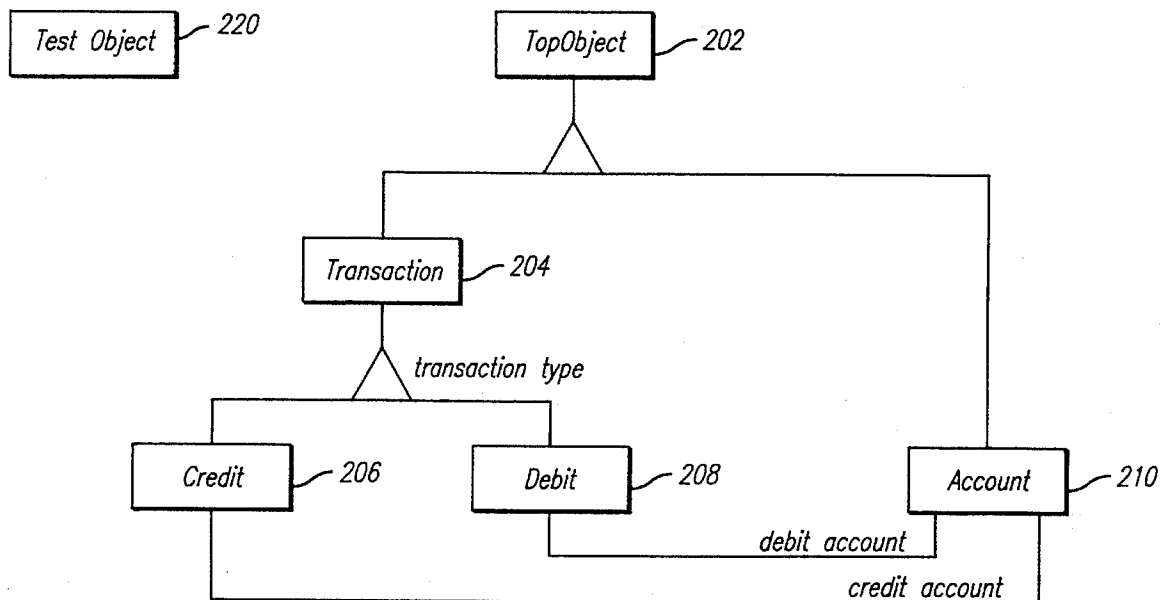 Test Object
220
TopObject
202
Transaction
204
transaction type
Credit
206
Debit
208
Account
210
debit account
credit account